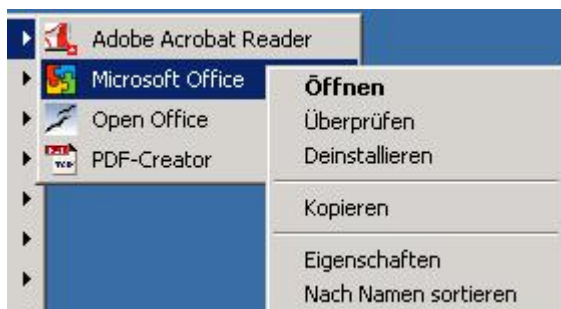 Adobe Acrobat Reader
Microsoft Office
Open Office
PDF-Creator
Öffnen
Überprüfen
Deinstallieren
Kopieren
Eigenschaften
Nach Namen sortieren